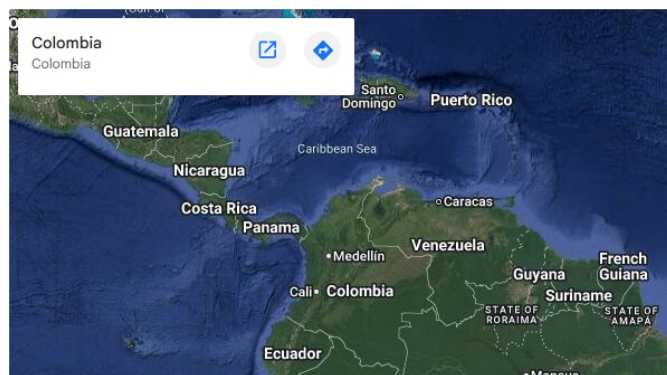 Colombia
Colombia
Santo
Domingo
Puerto Rico
Guatemala
Caribbean Sea
Nicaragua
Costa Rica
Caracas
Panama
Venezuela
Medellín
French
Guiana
Guyana
Cali
Colombia
Suriname
STATE OF
RORAIMA
STATE OF
AMAPÁ
Ecuador